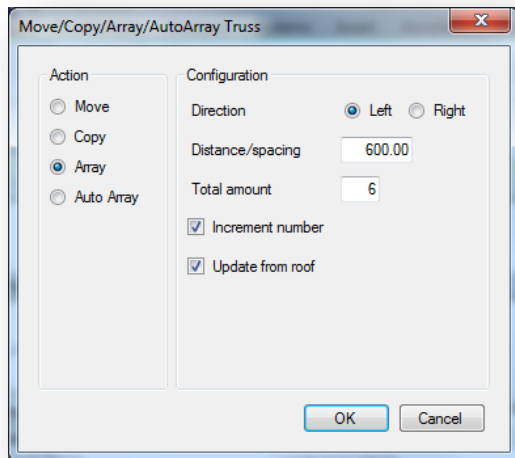 Move/Copy/Array/AutoArray Truss
Action
Move
Copy
Array
Auto Array
Configuration
Direction
Left
Right
Distance/spacing
600.00
Total amount
6
Increment number
Update from roof
OK
Cancel